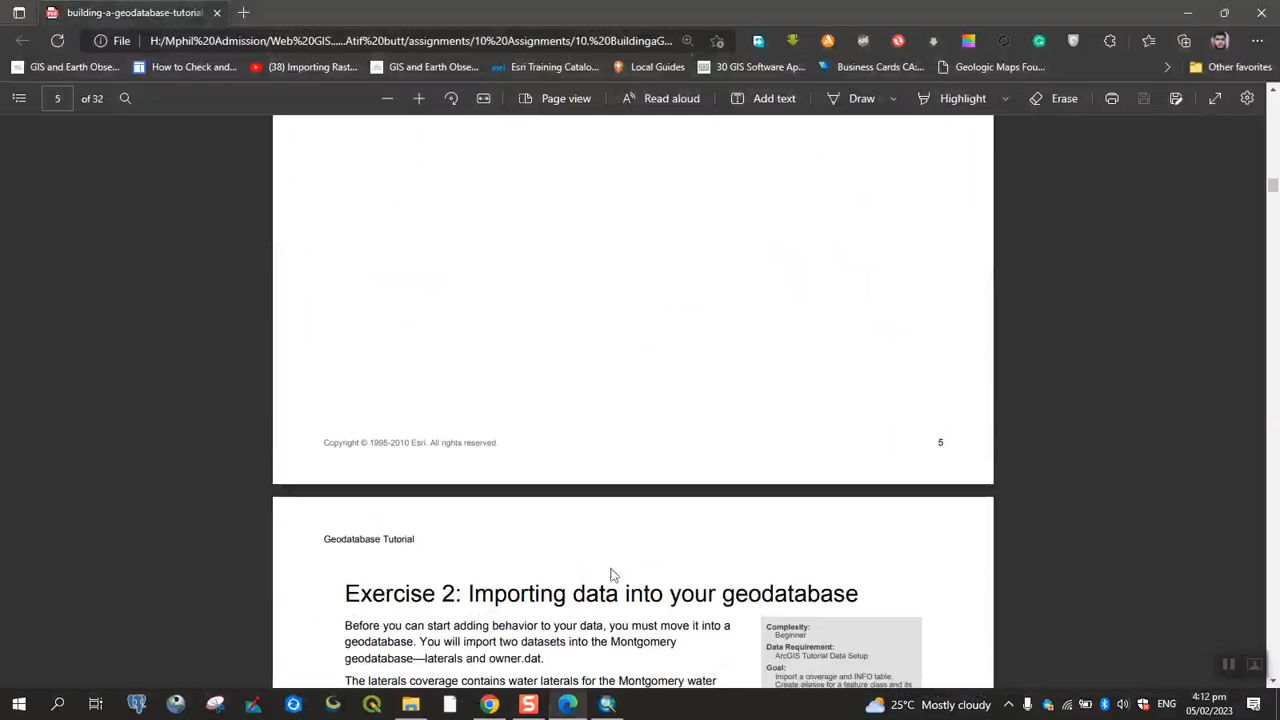 building-a-geodatabase-tutorial
File
H:/Mphil%20Admission/Web%20GIS......Atif%20butt/assignments/10%20Assignments/10.%20BuildingaG...
GIS and Earth Obse...
How to Check and...
(38) Importing Rast...
GIS and Earth Obse...
Esri Training Catalo...
Local Guides
30 GIS Software Ap...
Business Cards CA:...
Geologic Maps Fou...
Other favorites
5 of 32
Page view
Read aloud
Add text
Draw
Highlight
Erase
Copyright © 1995-2010 Esri. All rights reserved.
5
Geodatabase Tutorial
Exercise 2: Importing data into your geodatabase
Before you can start adding behavior to your data, you must move it into a
geodatabase. You will import two datasets into the Montgomery
geodatabase—laterals and owner.dat.
The laterals coverage contains water laterals for the Montgomery water
Complexity:
Beginner
Data Requirement:
ArcGIS Tutorial Data Setup
Goal:
Import a coverage and INFO table.
Create aliases for a feature class and its
25°C Mostly cloudy
ENG
4:12 pm
05/02/2023